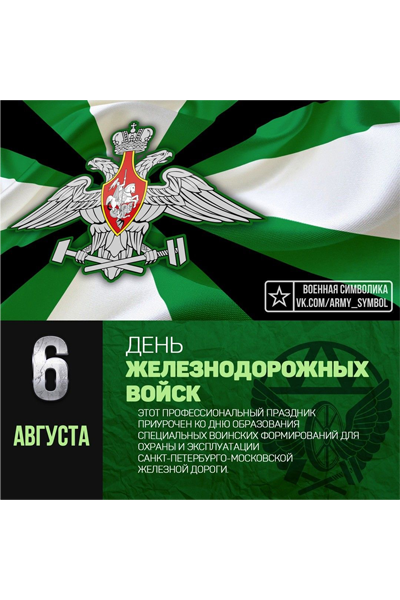 ВОЕННАЯ СИМВОЛИКА
VK.COM/ARMY_SYMBOL
6
АВГУСТА
ДЕНЬ
ЖЕЛЕЗНОДОРОЖНЫХ
ВОЙСК
ЭТОТ ПРОФЕССИОНАЛЬНЫЙ ПРАЗДНИК
ПРИУРОЧЕН КО ДНЮ ОБРАЗОВАНИЯ
СПЕЦИАЛЬНЫХ ВОИНСКИХ ФОРМИРОВАНИЙ ДЛЯ
ОХРАНЫ И ЭКСПЛУАТАЦИИ
САНКТ-ПЕТЕРБУРГО-МОСКОВСКОЙ
ЖЕЛЕЗНОЙ ДОРОГИ.